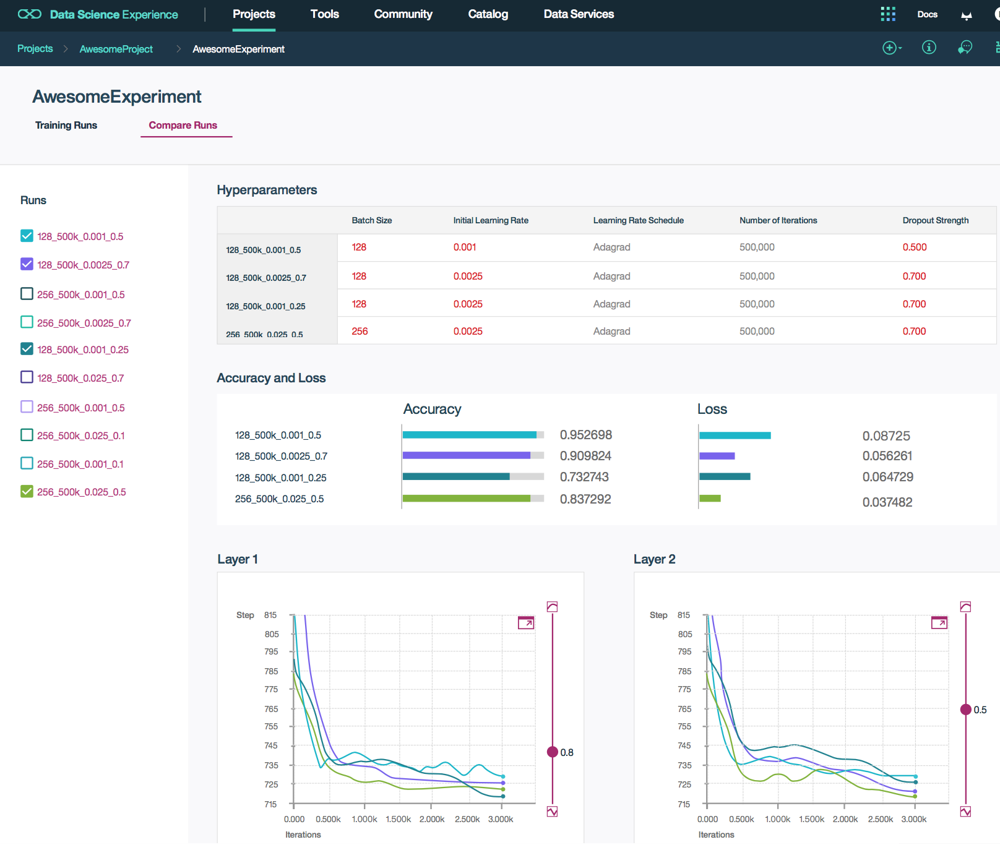 Data Science Experience Projects Tools Community Catalog Data Services Docs
Projects AwesomeProject AwesomeExperiment
AwesomeExperiment
Training Runs Compare Runs
Runs
128_500k_0.001_0.5
128_500k_0.0025_0.7
256_500k_0.001_0.5
256_500k_0.0025_0.7
128_500k_0.001_0.25
128_500k_0.025_0.7
256_500k_0.001_0.5
256_500k_0.025_0.1
256_500k_0.001_0.1
256_500k_0.025_0.5
Hyperparameters
Batch Size Initial Learning Rate Learning Rate Schedule Number of Iterations Dropout Strength
128_500k_0.001_0.5 128 0.001 Adagrad 500,000 0.500
128_500k_0.0025_0.7 128 0.0025 Adagrad 500,000 0.700
128_500k_0.001_0.25 128 0.0025 Adagrad 500,000 0.700
256_500k_0.025_0.5 256 0.0025 Adagrad 500,000 0.700
Accuracy and Loss
Accuracy Loss
128_500k_0.001_0.5 0.952698 0.08725
128_500k_0.0025_0.7 0.909824 0.056261
128_500k_0.001_0.25 0.732743 0.064729
256_500k_0.025_0.5 0.837292 0.037482
Layer 1
Step 815
805
795
785
775
765
755
745
735
725
715
0.8
0.000 0.500k 1.000k 1.500k 2.000k 2.500k 3.000k
Iterations
Layer 2
Step 815
805
795
785
775
765
755
745
735
725
715
0.5
0.000 0.500k 1.000k 1.500k 2.000k 2.500k 3.000k
Iterations